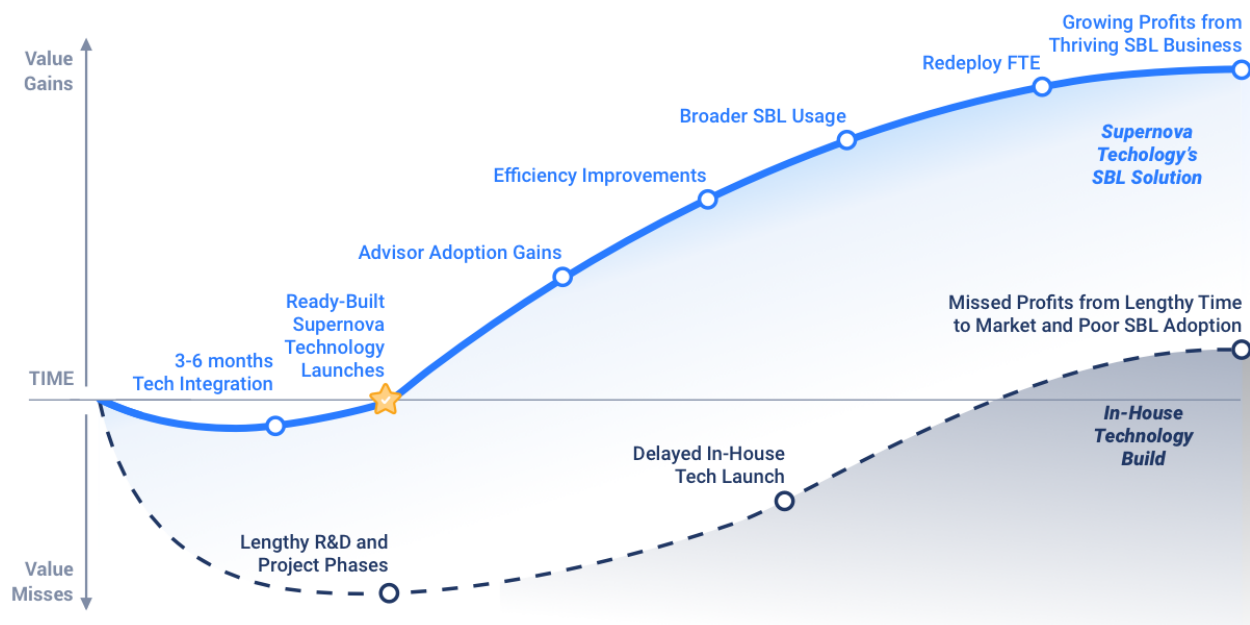 Growing Profits from
Thriving SBL Business
Value
Gains
Redeploy FTE
Broader SBL Usage
Supernova
Techology's
SBL Solution
Efficiency Improvements
Advisor Adoption Gains
Ready-Built
Supernova
Technology
Launches
Missed Profits from Lengthy Time
to Market and Poor SBL Adoption
3-6 months
Tech Integration
TIME
In-House
Technology
Build
Delayed In-House
Tech Launch
Lengthy R&D and
Project Phases
Value
Misses